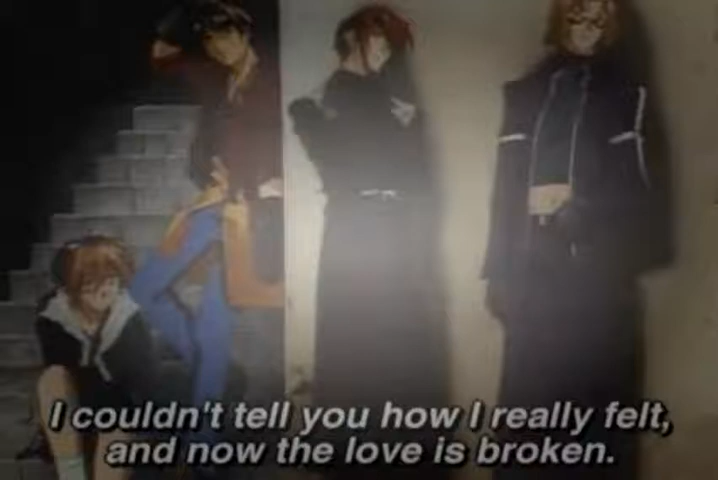 I couldn't tell you how I really felt,
and now the love is broken.